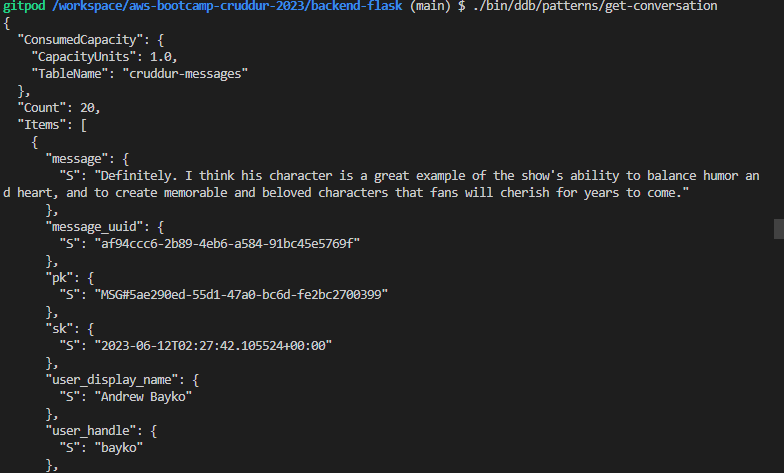 gitpod /workspace/aws-bootcamp-cruddur-2023/backend-flask (main) $ ./bin/ddb/patterns/get-conversation
{
  "ConsumedCapacity": {
    "CapacityUnits": 1.0,
    "TableName": "cruddur-messages"
  },
  "Count": 20,
  "Items": [
    {
      "message": {
        "S": "Definitely. I think his character is a great example of the show's ability to balance humor an
d heart, and to create memorable and beloved characters that fans will cherish for years to come."
      },
      "message_uuid": {
        "S": "af94ccc6-2b89-4eb6-a584-91bc45e5769f"
      },
      "pk": {
        "S": "MSG#5ae290ed-55d1-47a0-bc6d-fe2bc2700399"
      },
      "sk": {
        "S": "2023-06-12T02:27:42.105524+00:00"
      },
      "user_display_name": {
        "S": "Andrew Bayko"
      },
      "user_handle": {
        "S": "bayko"
      },